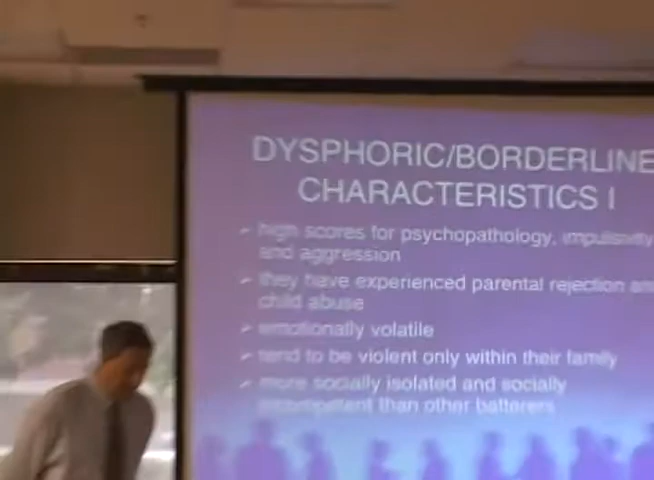 DYSPHORIC/BORDERLINE
CHARACTERISTICS I
high scores for psychopathology, impulsivity
and aggression
they have experienced parental rejection an
child abuse
emotionally volatile
tend to be violent only within their family
more socially isolated and socially
incompetent than other batterers